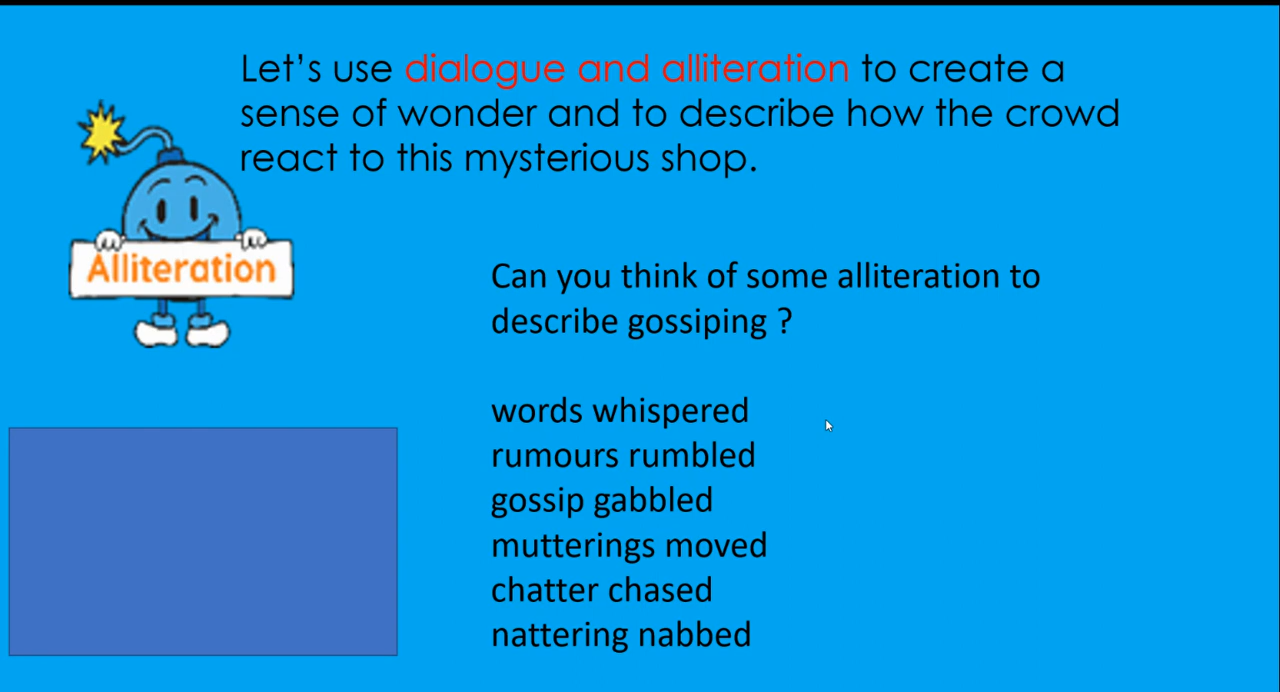 Let's use dialogue and alliteration to create a
sense of wonder and to describe how the crowd
react to this mysterious shop.
Alliteration
Can you think of some alliteration to
describe gossiping ?
words whispered
rumours rumbled
gossip gabbled
mutterings moved
chatter chased
nattering nabbed